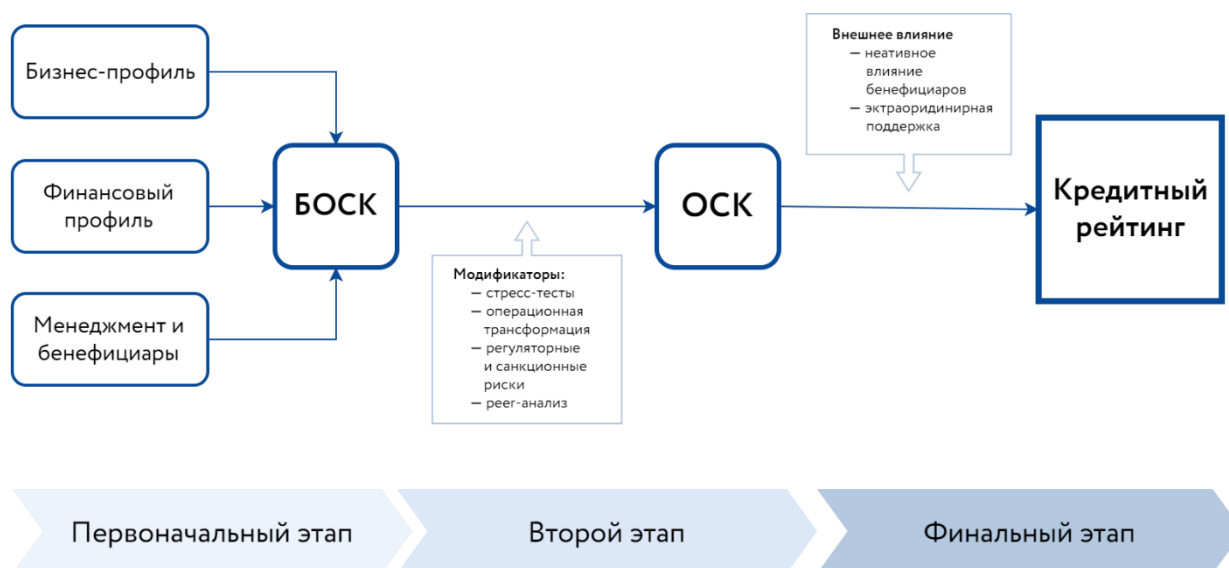 Бизнес-профиль
Финансовый
профиль
Менеджмент и
бенефициары
БОСК
Модификаторы:
— стресс-тесты
— операционная
трансформация
— регуляторные
и санкционные
риски
— peer-анализ
ОСК
Внешнее влияние
— неативное
влияние
бенефициаров
— эктраоридинирная
поддержка
Кредитный
рейтинг
Первоначальный этап
Второй этап
Финальный этап